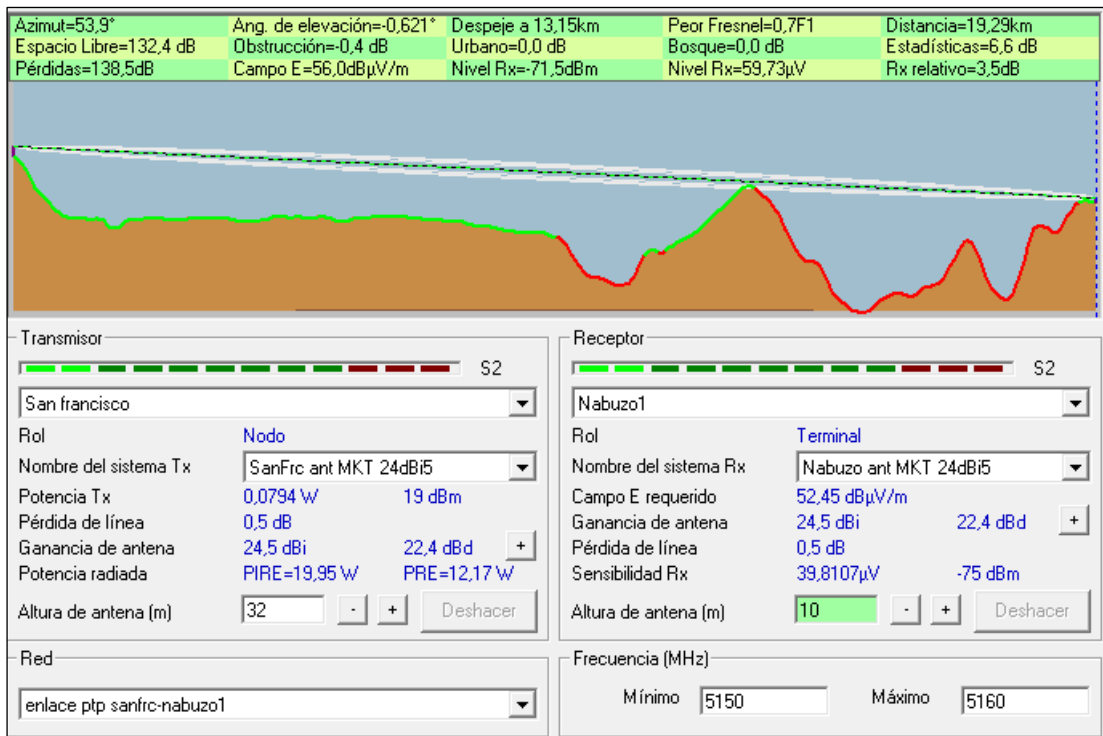 Azimut=53,9° Ang. de elevación=-0,621° Despeje a 13,15km Peor Fresnel=0,7F1 Distancia=19,29km
Espacio Libre=132,4 dB Obstrucción=-0,4 dB Urbano=0,0 dB Bosque=0,0 dB Estadísticas=6,6 dB
Pérdidas=138,5dB Campo E=56,0dBµV/m Nivel Rx=-71,5dBm Nivel Rx=59,73µV Rx relativo=3,5dB
Transmisor
S2
San francisco
Rol Nodo
Nombre del sistema Tx SanFrc ant MKT 24dBi5
Potencia Tx 0,0794 W 19 dBm
Pérdida de línea 0,5 dB
Ganancia de antena 24,5 dBi 22,4 dBd +
Potencia radiada PIRE=19,95 W PRE=12,17 W
Altura de antena (m) 32 - + Deshacer
Receptor
S2
Nabuzo1
Rol Terminal
Nombre del sistema Rx Nabuzo ant MKT 24dBi5
Campo E requerido 52,45 dBµV/m
Ganancia de antena 24,5 dBi 22,4 dBd +
Pérdida de línea 0,5 dB
Sensibilidad Rx 39,8107µV -75 dBm
Altura de antena (m) 10 - + Deshacer
Red
enlace ptp sanfrc-nabuzo1
Frecuencia (MHz)
Mínimo 5150 Máximo 5160